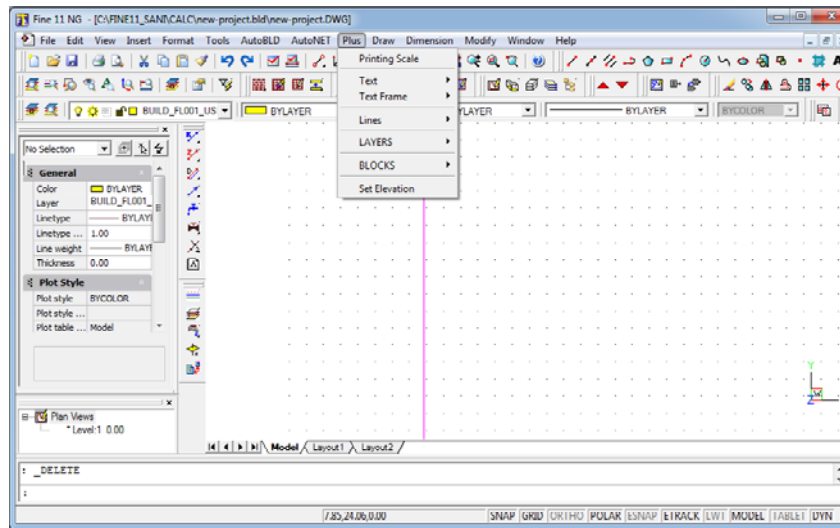 Fine 11 NG - [C:\FINE11_SANI\CALC\new-project.bld\new-project.DWG]
File Edit View Insert Format Tools AutoBLD AutoNET Plus Draw Dimension Modify Window Help
Printing Scale
Text
Text Frame
Lines
LAYERS
BLOCKS
Set Elevation
BUILD_FL001_US
BYLAYER
YLAYER
BYLAYER
BYCOLOR
No Selection
General
Color BYLAYER
Layer BUILD_FL001_
Linetype BYLAYI
Linetype ... 1.00
Line weight BYLAYI
Thickness 0.00
Plot Style
Plot style BYCOLOR
Plot style ...
Plot table ... Model
Plan Views
*Level:1 0.00
Y
W
Z
Model Layout1 Layout2
: _DELETE
:
7.85,24.06,0.00 SNAP GRID ORTHO POLAR ESNAP ETRACK LWT MODEL TABLET DYN